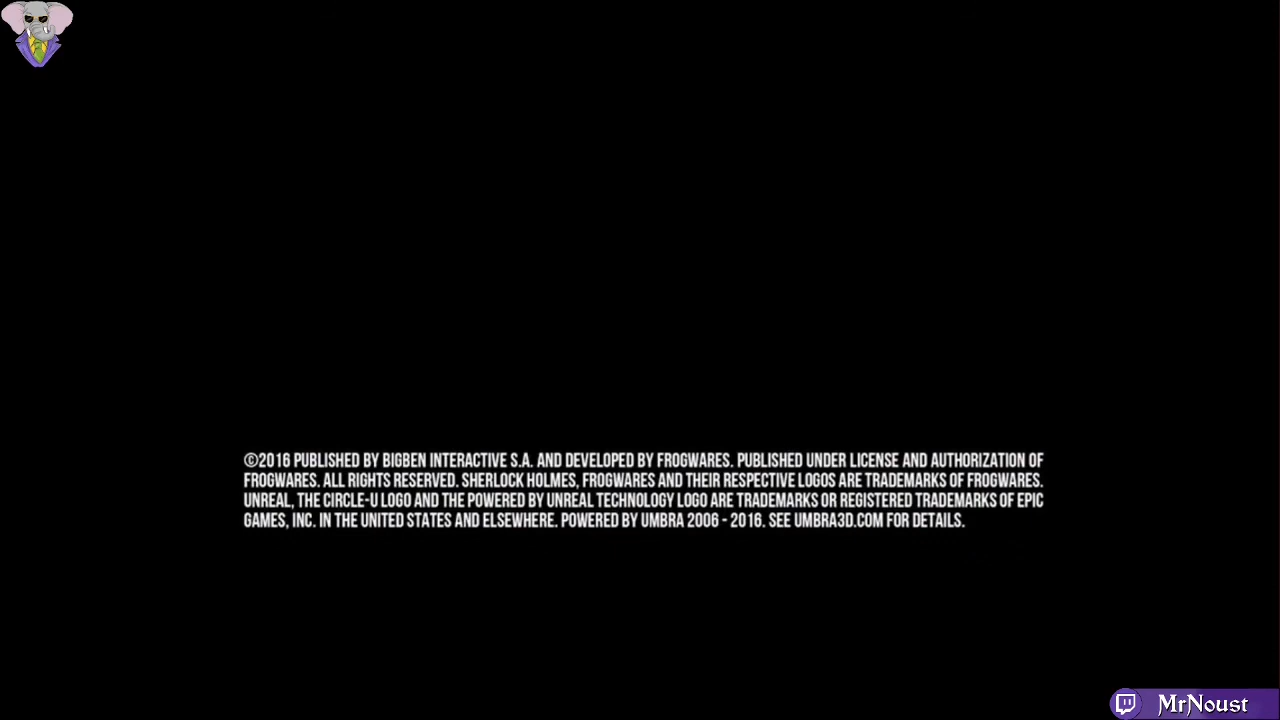 ©2016 PUBLISHED BY BIGBEN INTERACTIVE S.A. AND DEVELOPED BY FROGWARES. PUBLISHED UNDER LICENSE AND AUTHORIZATION OF
FROGWARES. ALL RIGHTS RESERVED. SHERLOCK HOLMES, FROGWARES AND THEIR RESPECTIVE LOGOS ARE TRADEMARKS OF FROGWARES.
UNREAL, THE CIRCLE-U LOGO AND THE POWERED BY UNREAL TECHNOLOGY LOGO ARE TRADEMARKS OR REGISTERED TRADEMARKS OF EPIC
GAMES, INC. IN THE UNITED STATES AND ELSEWHERE. POWERED BY UMBRA 2006 - 2016. SEE UMBRA3D.COM FOR DETAILS.
MrNoust